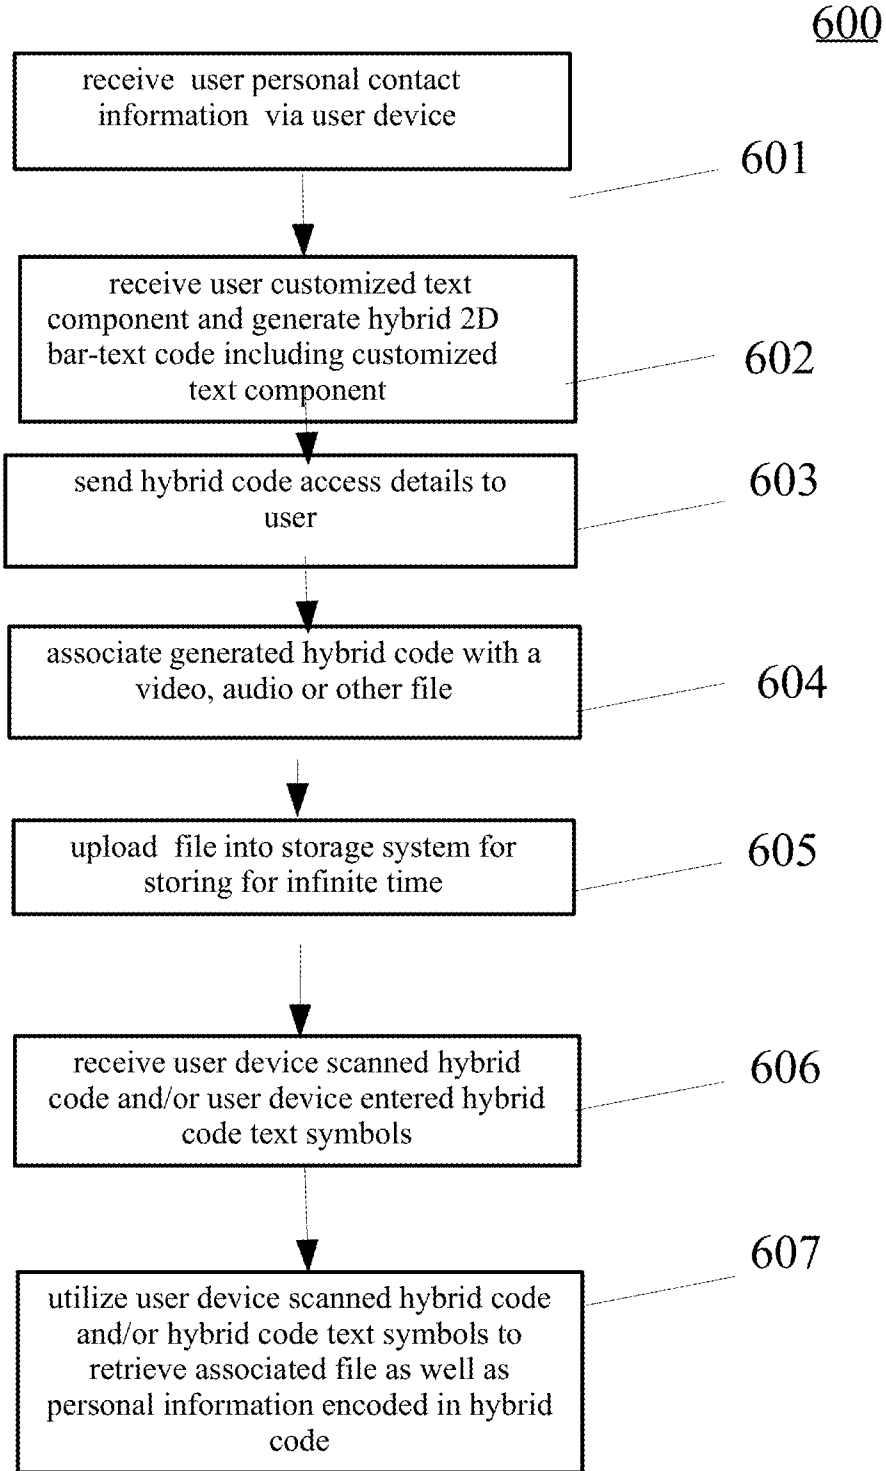 600
receive user personal contact
information via user device
601
receive user customized text
component and generate hybrid 2D
bar-text code including customized
text component
602
send hybrid code access details to
user
603
associate generated hybrid code with a
video, audio or other file
604
upload file into storage system for
storing for infinite time
605
receive user device scanned hybrid
code and/or user device entered hybrid
code text symbols
606
607
utilize user device scanned hybrid code
and/or hybrid code text symbols to
retrieve associated file as well as
personal information encoded in hybrid
code